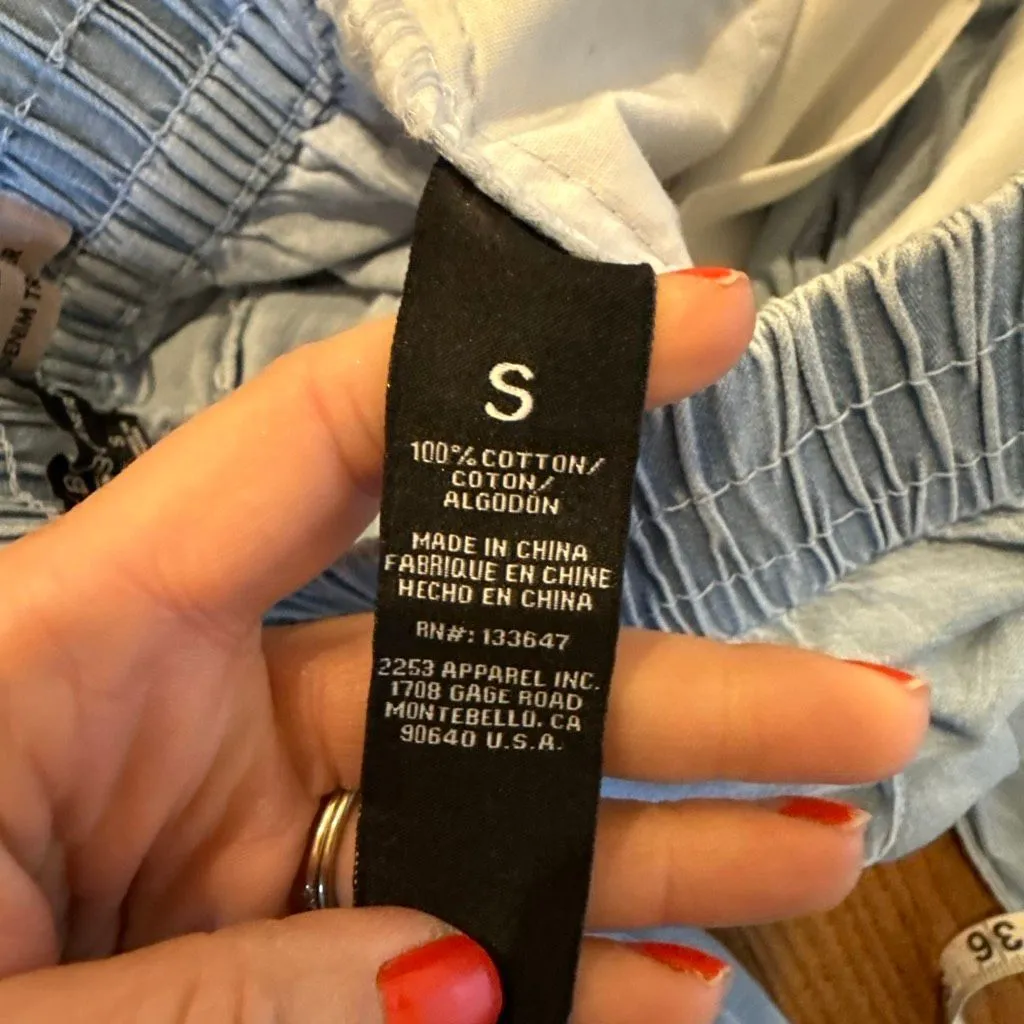 S
100% COTTON/
COTON/
ALGODÓN
MADE IN CHINA
FABRIQUE EN CHINE
HECHO EN CHINA
RN#: 133647
2253 APPAREL INC.
1708 GAGE ROAD
MONTEBELLO, CA
90640 U.S.A.
DENIM
36